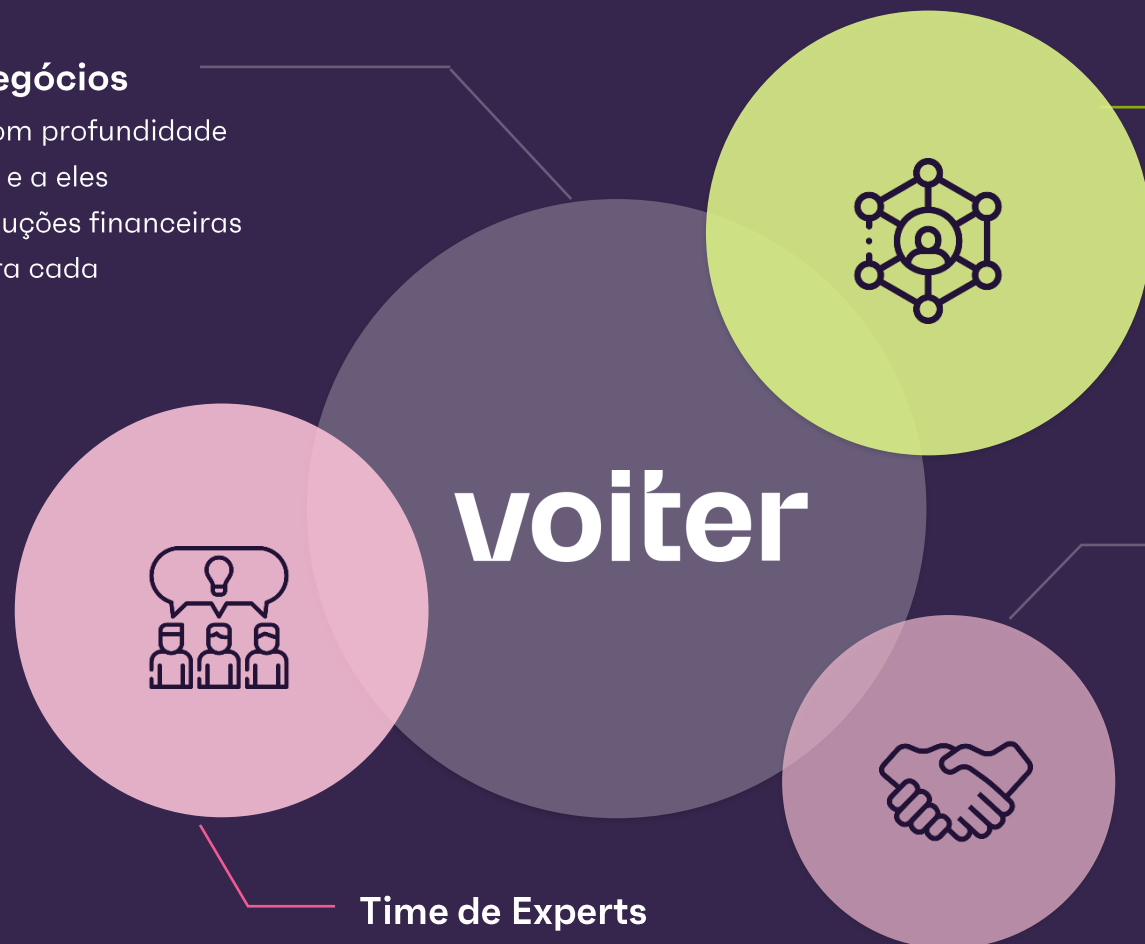 egócios
om profundidade
e a eles
uções financeiras
ra cada
voiter
Time de Experts